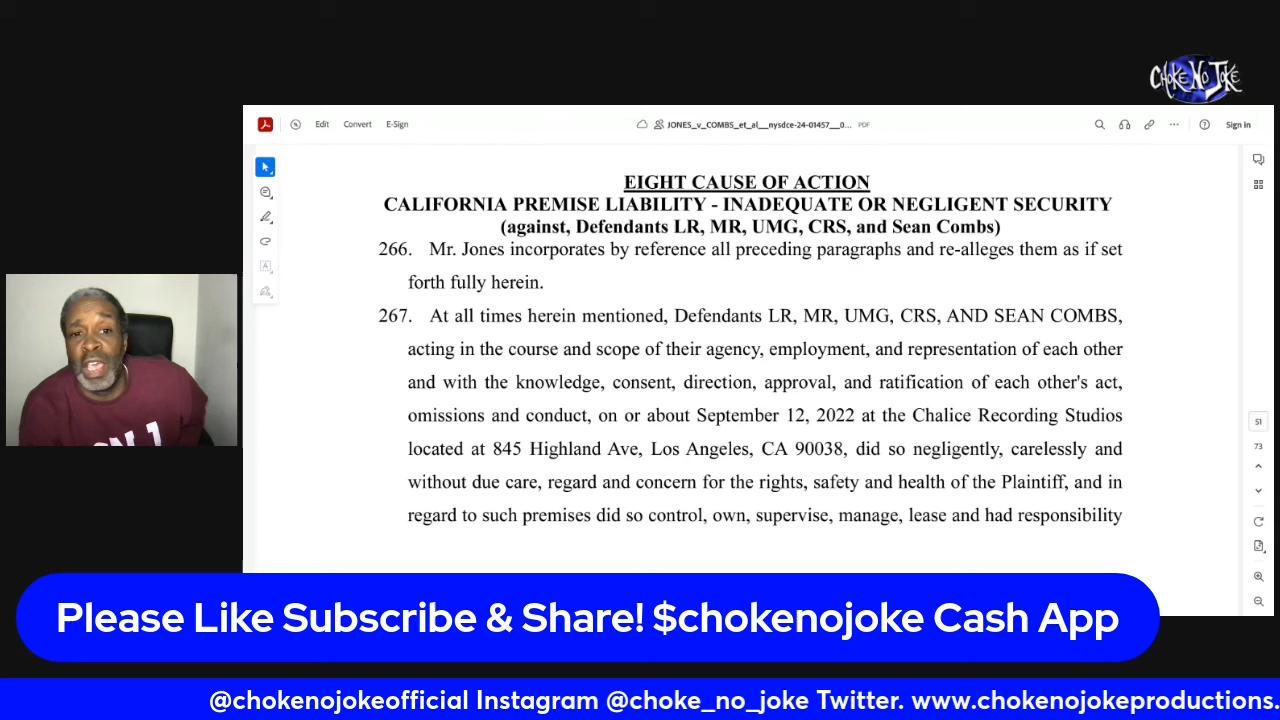 CHOKE NO JOKE
Edit Convert E-Sign
JONES_v_COMBS_et_al__nysdce-24-01457__0... PDF
Sign in
EIGHT CAUSE OF ACTION
CALIFORNIA PREMISE LIABILITY - INADEQUATE OR NEGLIGENT SECURITY
(against, Defendants LR, MR, UMG, CRS, and Sean Combs)
266. Mr. Jones incorporates by reference all preceding paragraphs and re-alleges them as if set
forth fully herein.
267. At all times herein mentioned, Defendants LR, MR, UMG, CRS, AND SEAN COMBS,
acting in the course and scope of their agency, employment, and representation of each other
and with the knowledge, consent, direction, approval, and ratification of each other's act,
omissions and conduct, on or about September 12, 2022 at the Chalice Recording Studios
located at 845 Highland Ave, Los Angeles, CA 90038, did so negligently, carelessly and
without due care, regard and concern for the rights, safety and health of the Plaintiff, and in
regard to such premises did so control, own, supervise, manage, lease and had responsibility
51
73
Please Like Subscribe & Share! $chokenojoke Cash App
@chokenojokeofficial Instagram @choke_no_joke Twitter. www.chokenojokeproductions.